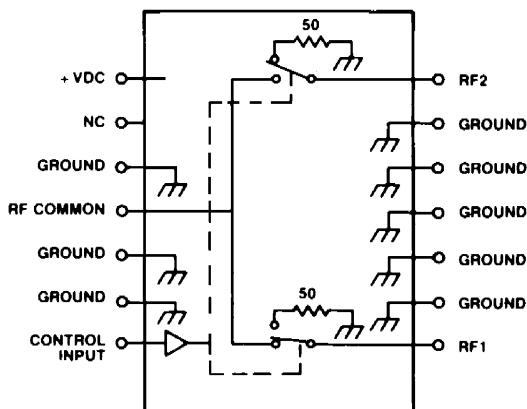 50
+ VDC
RF2
NC
GROUND
GROUND
GROUND
RF COMMON
GROUND
GROUND
GROUND
GROUND
50
GROUND
CONTROL
INPUT
RF1